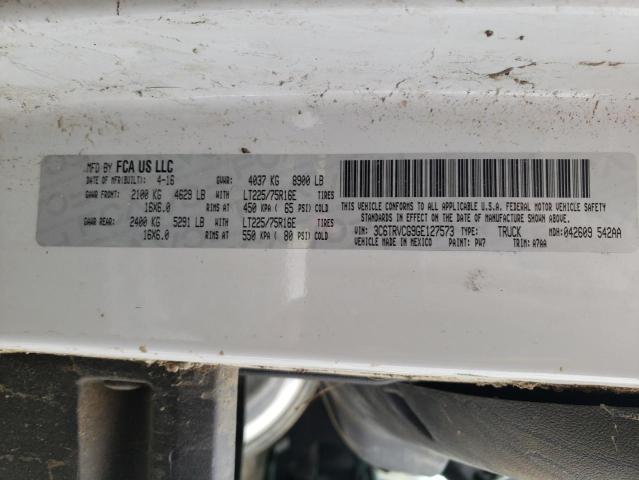 MFD BY FCA US LLC
DATE OF MFR(BUILT): 4-16 GVWR: 4037 KG 8900 LB
GAWR FRONT: 2100 KG 4629 LB WITH LT225/75R16E TIRES
16X6.0 RIMS AT 450 KPA ( 65 PSI) COLD
GAWR REAR: 2400 KG 5291 LB WITH LT225/75R16E TIRES
16X6.0 RIMS AT 550 KPA ( 80 PSI) COLD
THIS VEHICLE CONFORMS TO ALL APPLICABLE U.S.A. FEDERAL MOTOR VEHICLE SAFETY
STANDARDS IN EFFECT ON THE DATE OF MANUFACTURE SHOWN ABOVE.
VIN: 3C6TRVCG9GE127573 TYPE: TRUCK MDH: 042609 542AA
VEHICLE MADE IN MEXICO PAINT: PW7 TRIM: A7AA